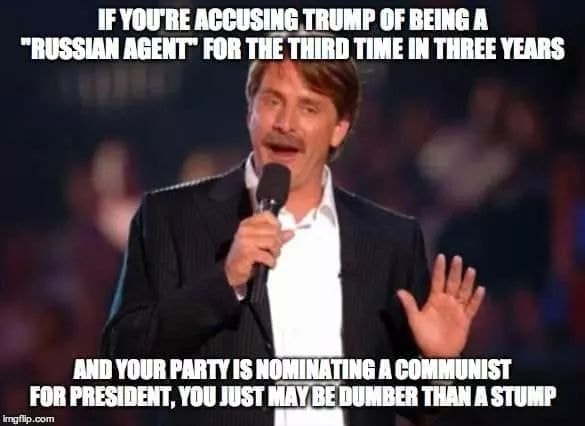 IF YOU'RE ACCUSING TRUMP OF BEING A
"RUSSIAN AGENT" FOR THE THIRD TIME IN THREE YEARS
AND YOUR PARTY IS NOMINATING A COMMUNIST
FOR PRESIDENT, YOU JUST MAY BE DUMBER THAN A STUMP
imgflip.com